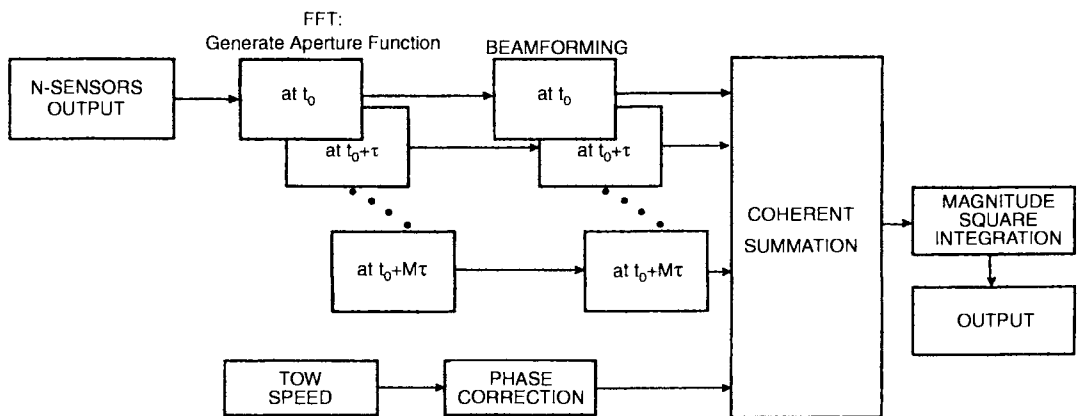 FFT:
Generate Aperture Function
BEAMFORMING
N-SENSORS
OUTPUT
at t₀
at t₀
at t₀+τ
at t₀+τ
at t₀+Mτ
at t₀+Mτ
COHERENT
SUMMATION
MAGNITUDE
SQUARE
INTEGRATION
OUTPUT
TOW
SPEED
PHASE
CORRECTION